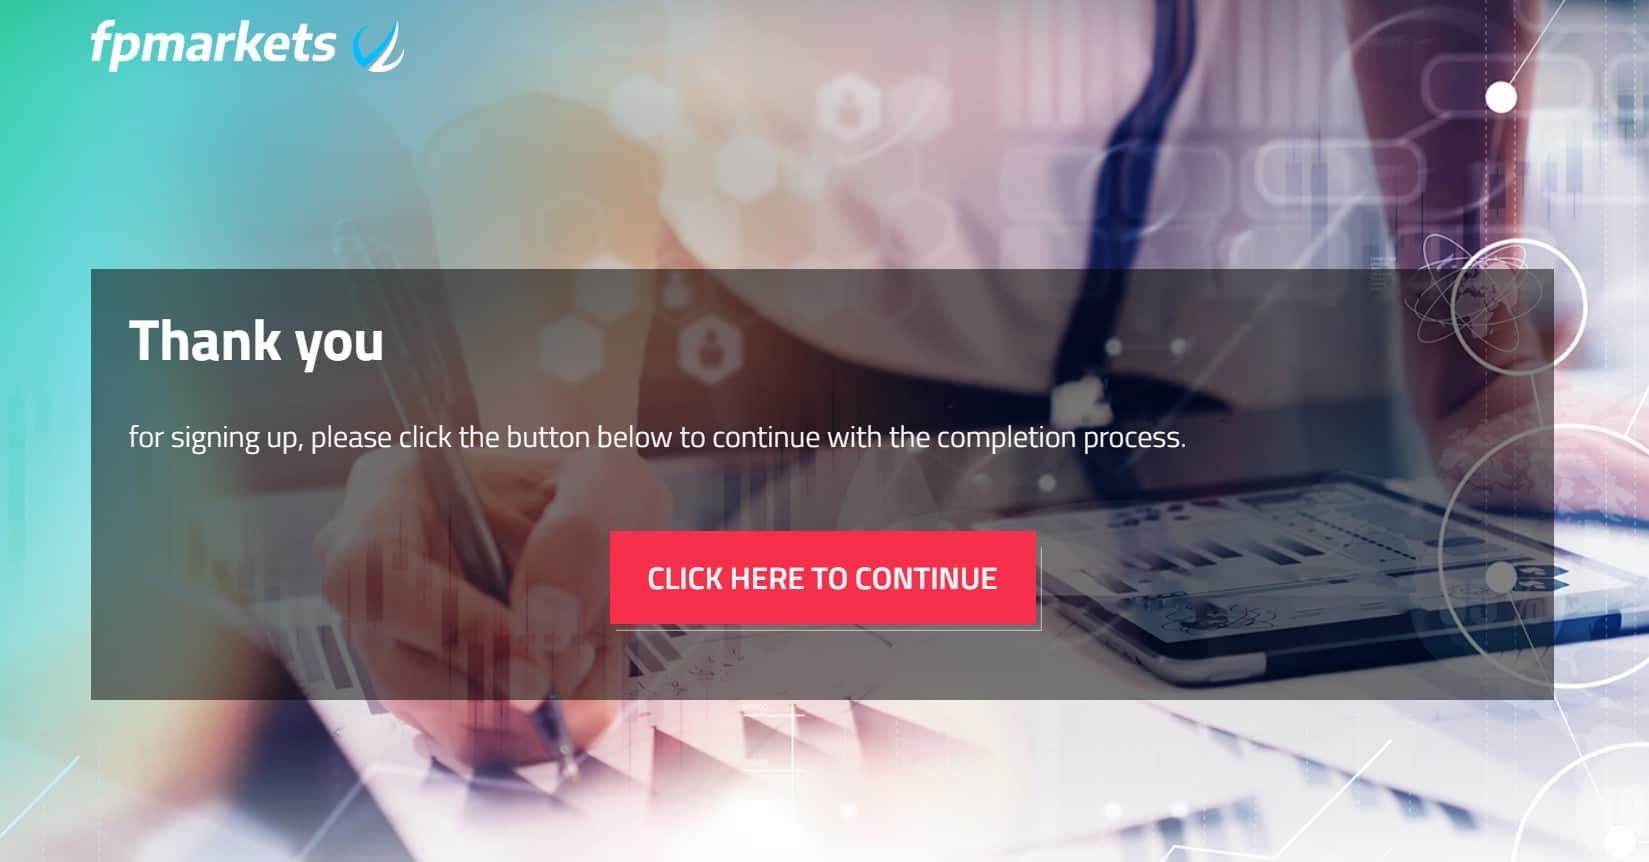 fpmarkets
Thank you
for signing up, please click the button below to continue with the completion process.
CLICK HERE TO CONTINUE